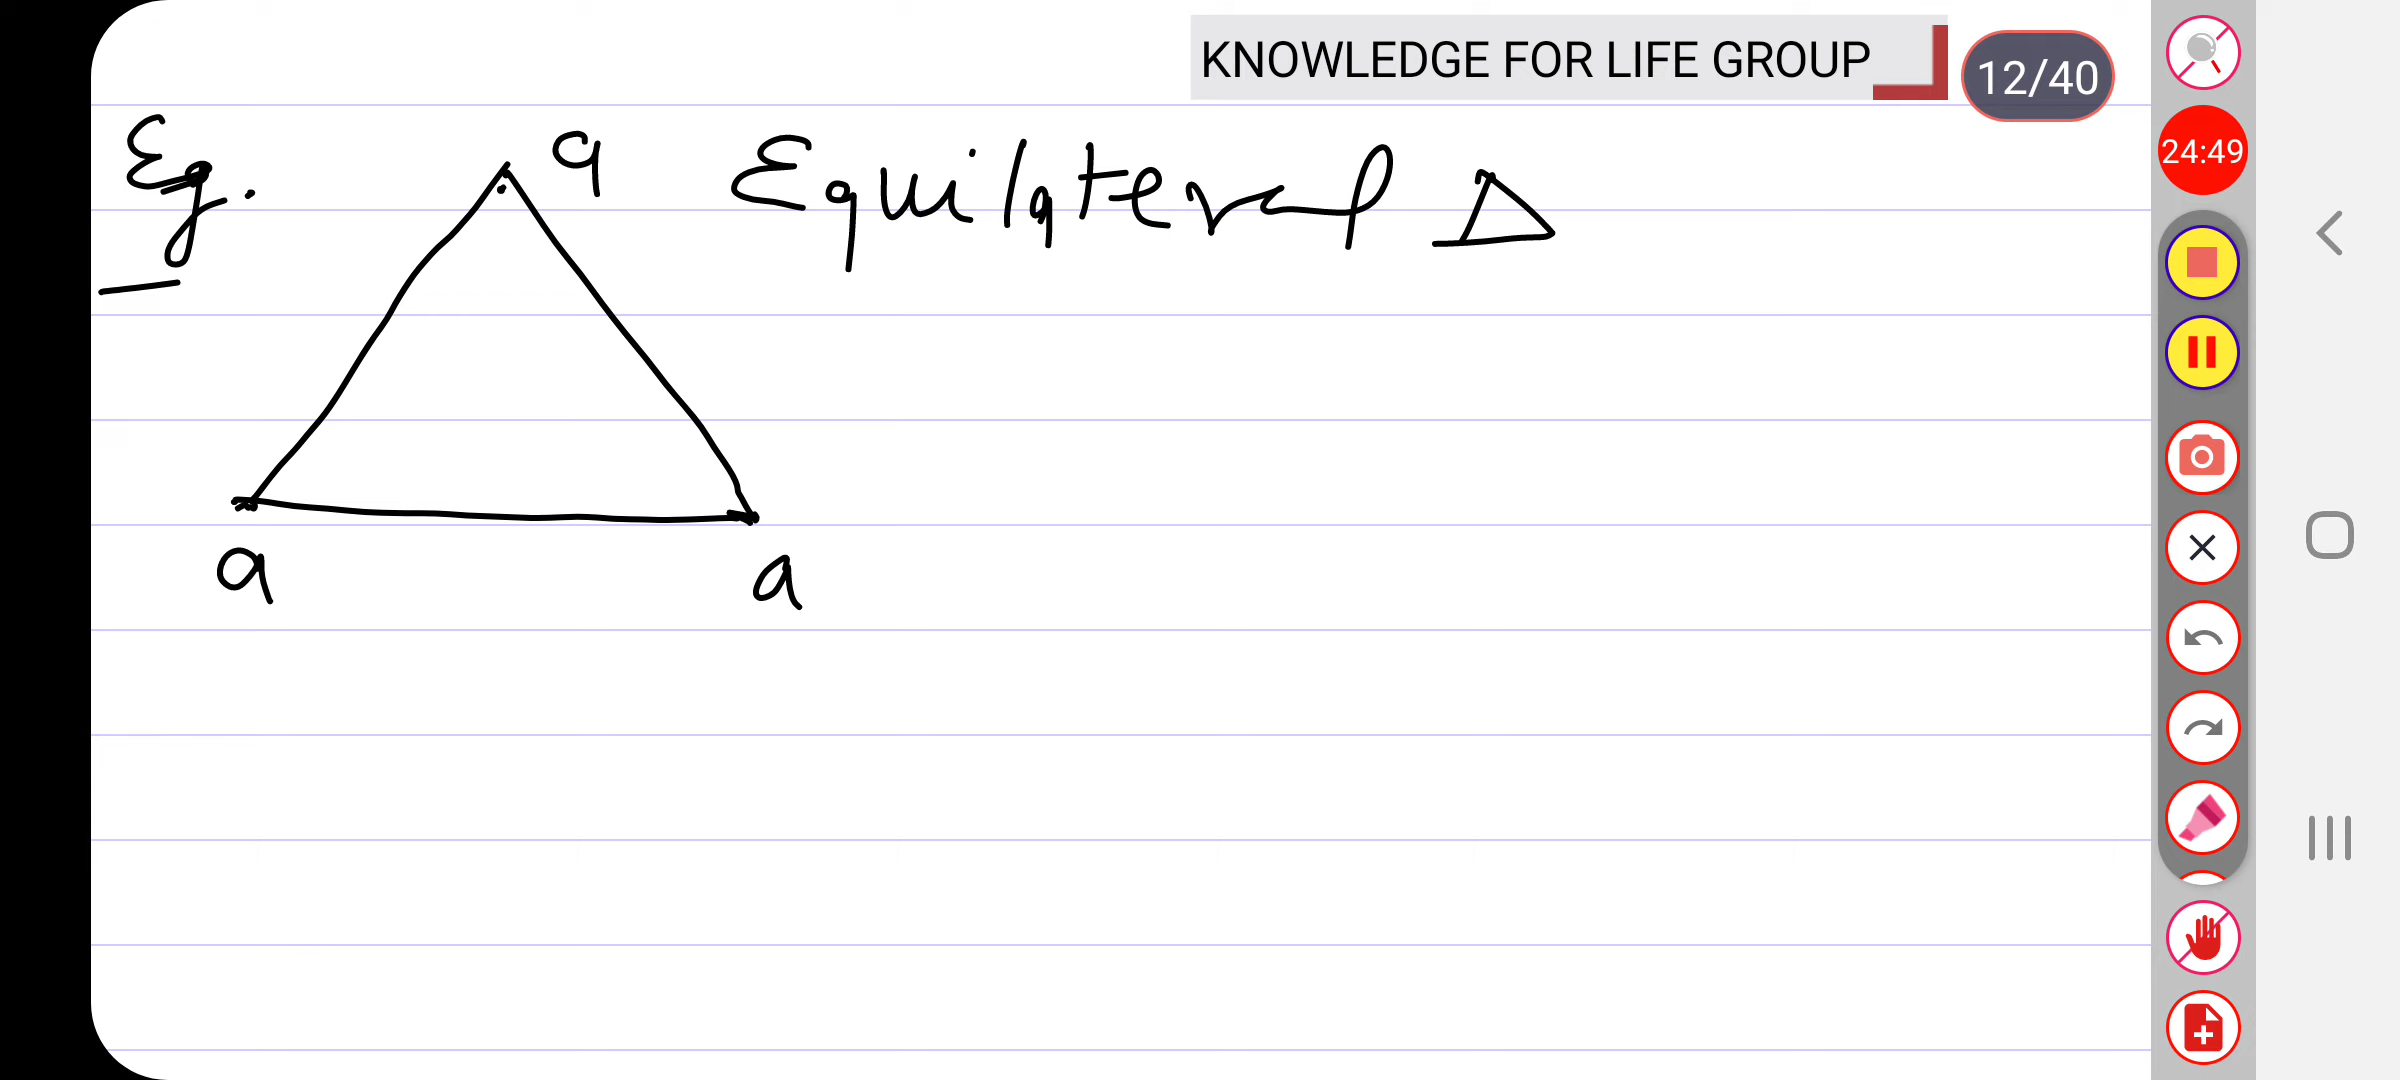 KNOWLEDGE FOR LIFE GROUP
12/40
24:49
Eg.
a
Equilateral Δ
a
a